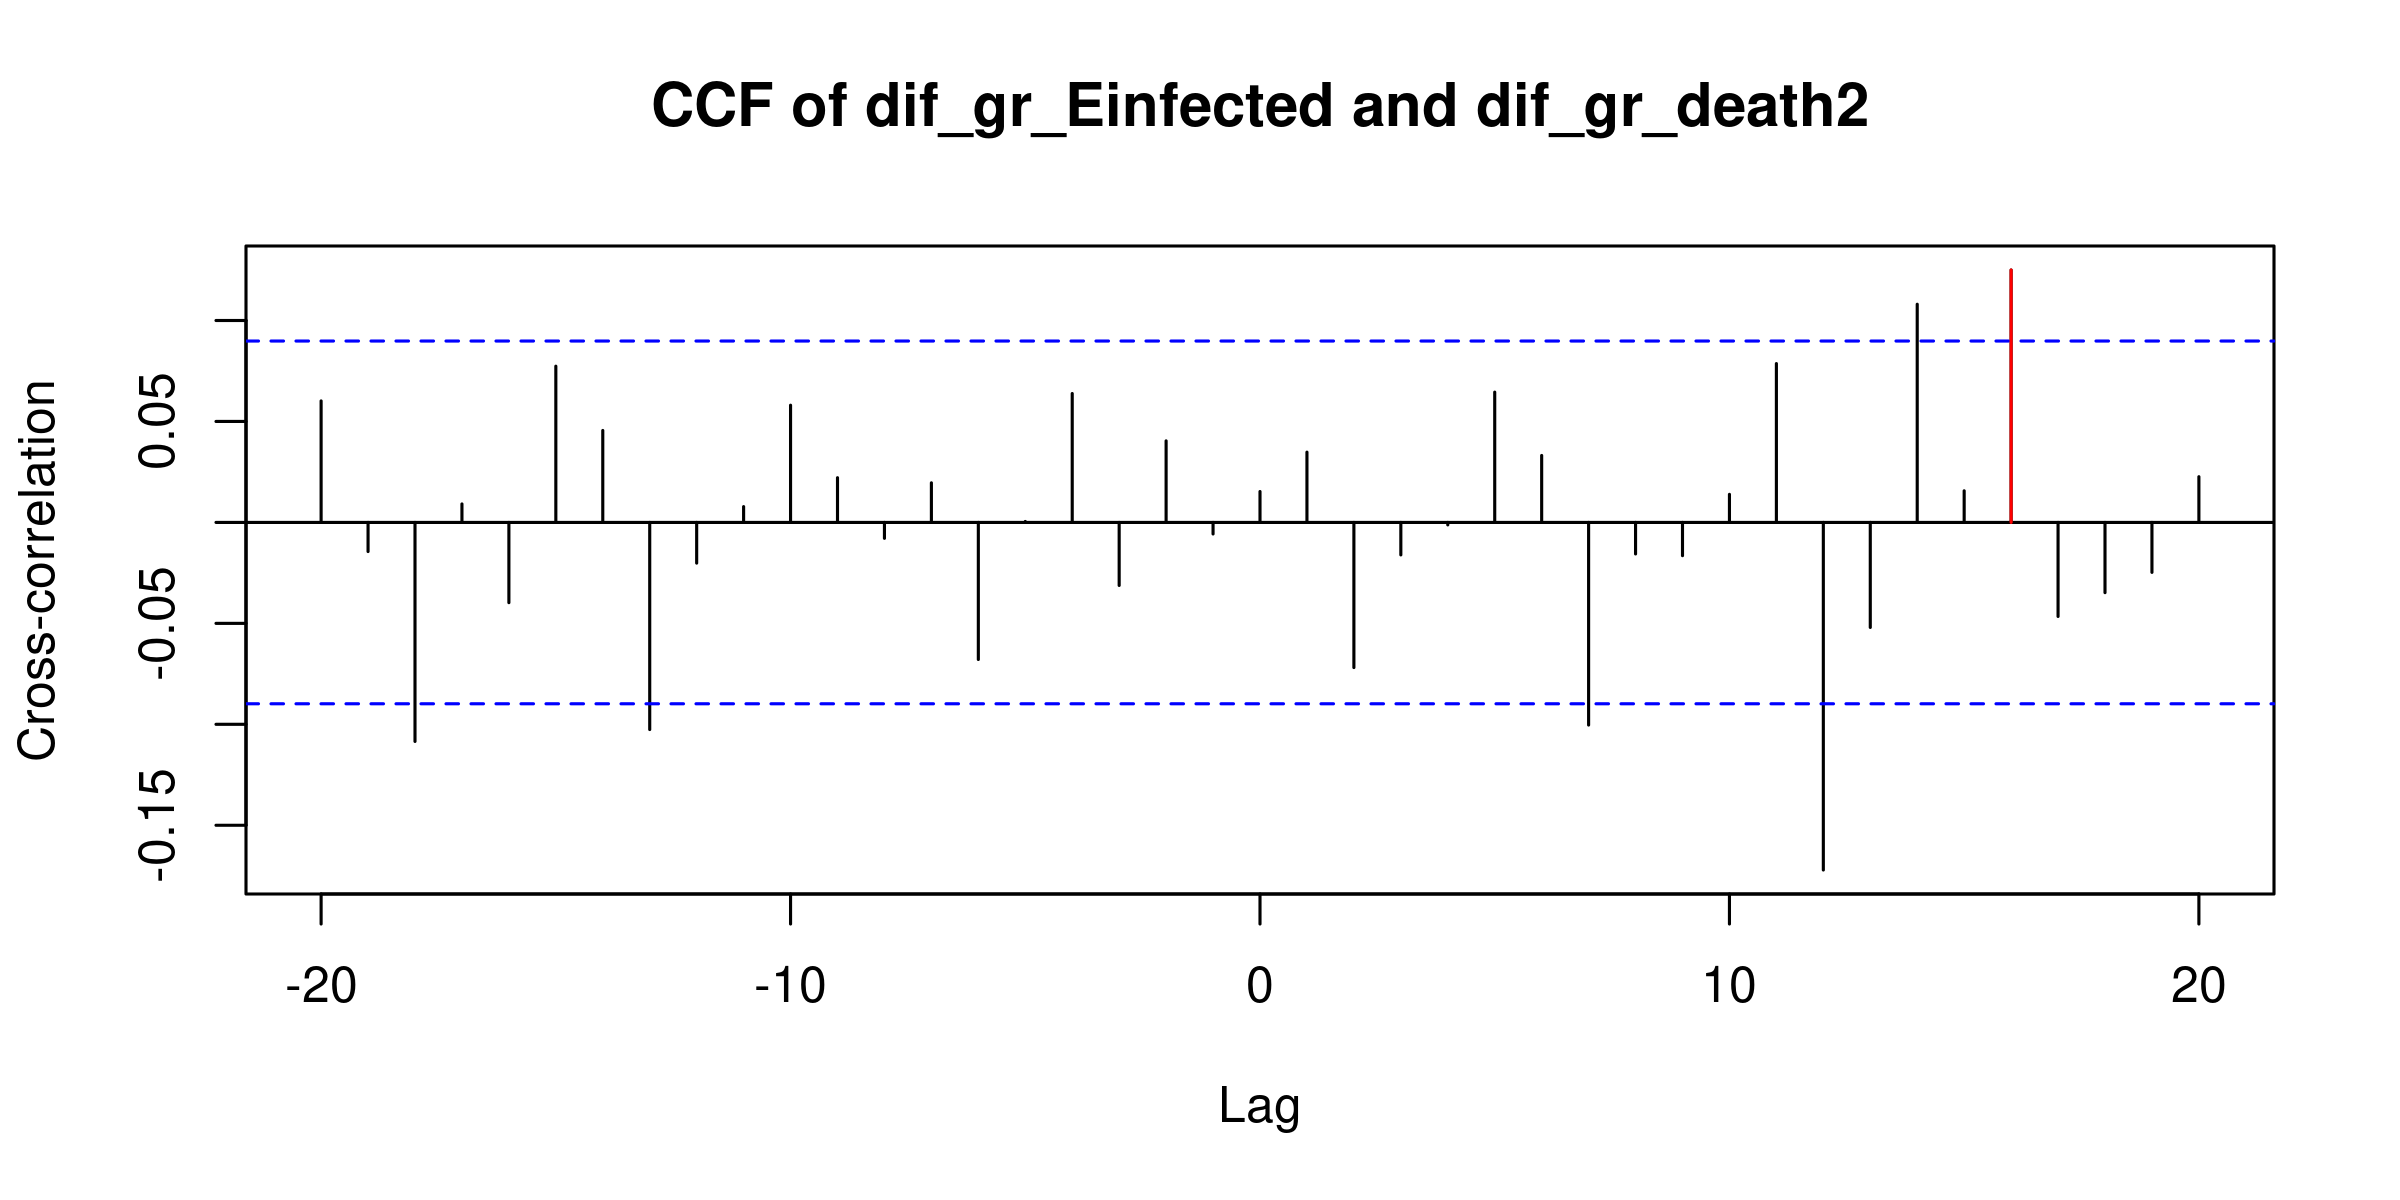 CCF of dif_gr_Einfected and dif_gr_death2
Cross-correlation
0.05
-0.05
-0.15
-20
-10
0
10
20
Lag